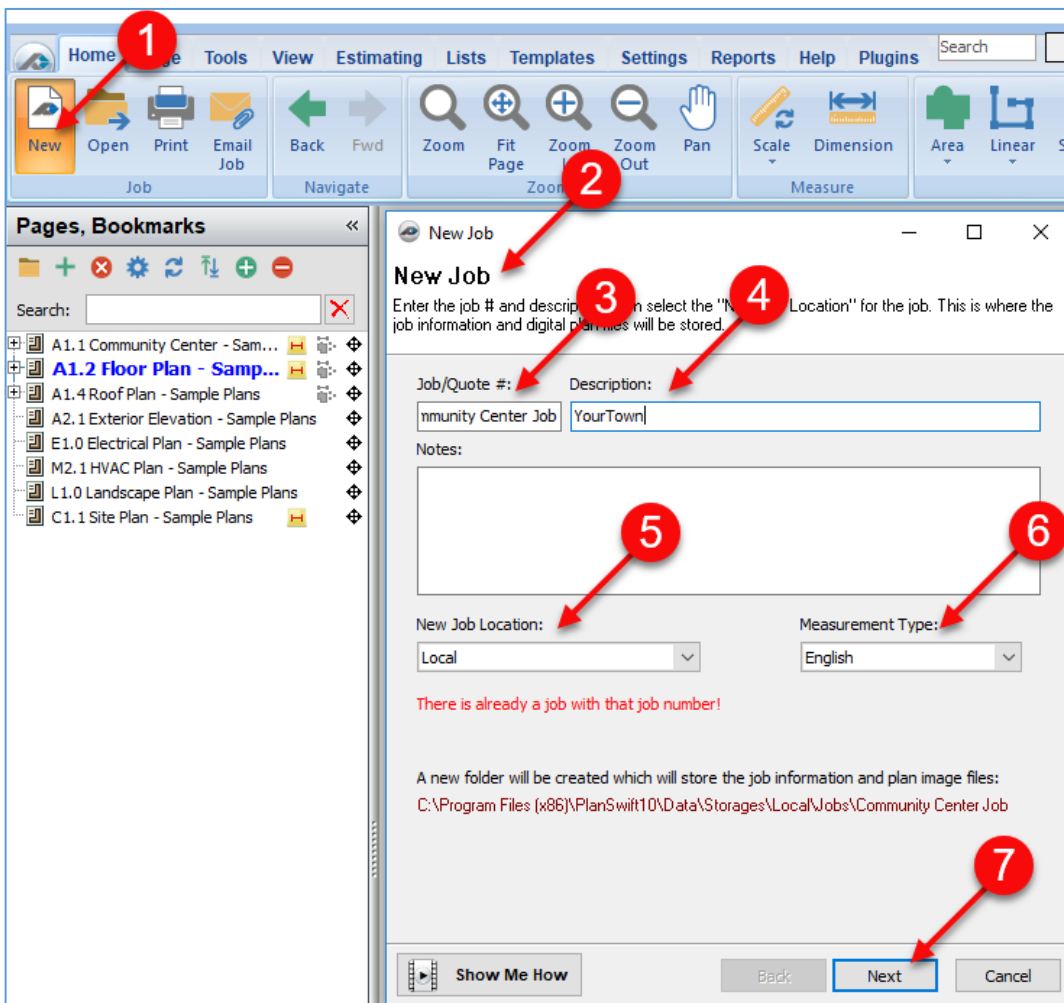 1
Home Tools View Estimating Lists Templates Settings Reports Help Plugins Search
New Open Print Email Job Back Fwd Zoom Fit Page Zoom Zoom Out Pan Scale Dimension Area Linear
Job Navigate Zoom Measure
2
Pages, Bookmarks «
Search:
A1.1 Community Center - Sam...
A1.2 Floor Plan - Samp...
A1.4 Roof Plan - Sample Plans
A2.1 Exterior Elevation - Sample Plans
E1.0 Electrical Plan - Sample Plans
M2.1 HVAC Plan - Sample Plans
L1.0 Landscape Plan - Sample Plans
C1.1 Site Plan - Sample Plans
New Job
New Job
3 4
Enter the job # and select the "N Location" for the job. This is where the
job information and digital plan files will be stored.
Job/Quote #: Description:
mmunity Center Job YourTown
Notes:
5 6
New Job Location: Measurement Type:
Local English
There is already a job with that job number!
A new folder will be created which will store the job information and plan image files:
C:\Program Files (x86)\PlanSwift10\Data\Storages\Local\Jobs\Community Center Job
7
Show Me How Back Next Cancel